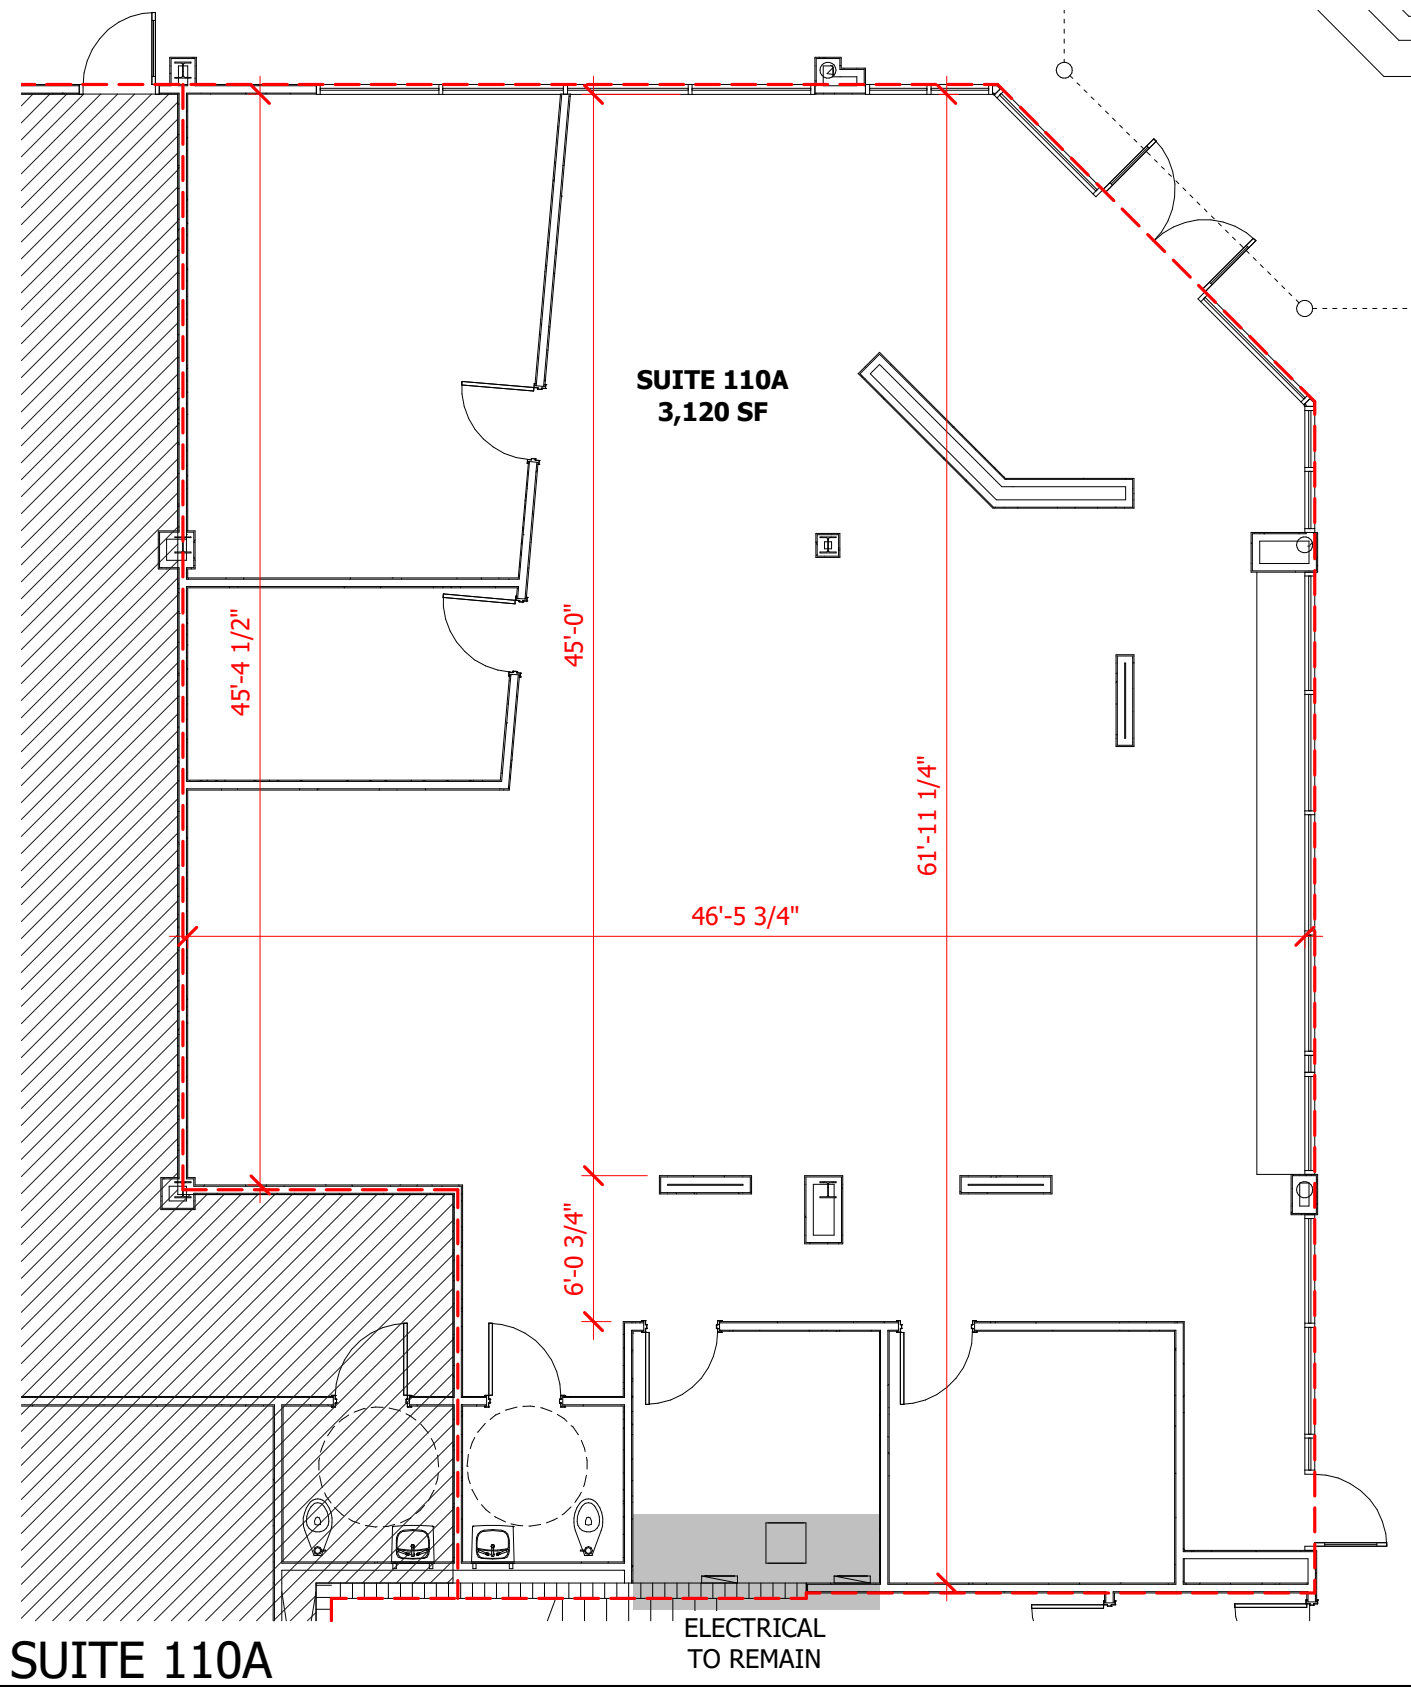 SUITE 110A
3,120 SF
45'-4 1/2"
45'-0"
61'-11 1/4"
46'-5 3/4"
6'-0 3/4"
ELECTRICAL
TO REMAIN
SUITE 110A